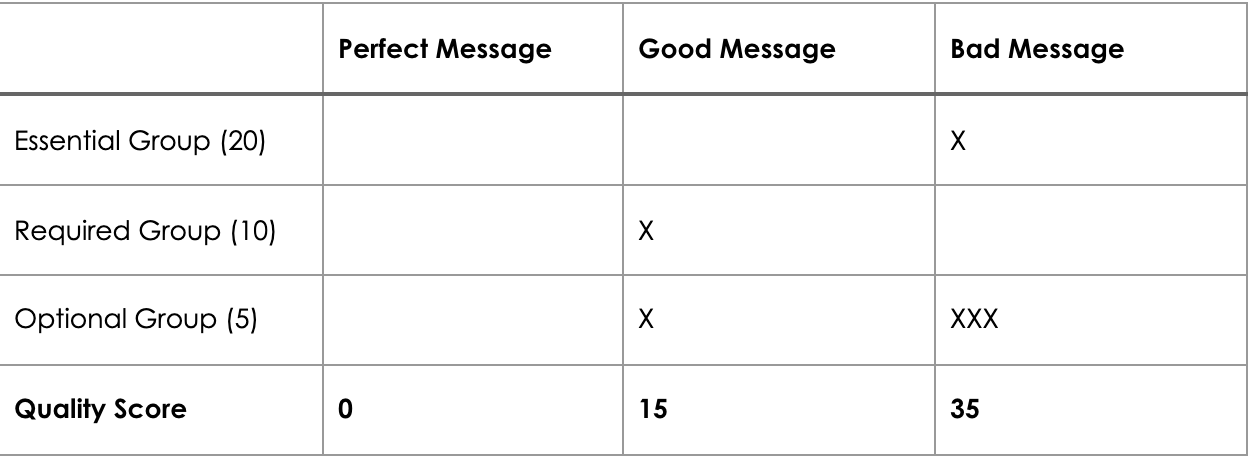 Perfect Message Good Message Bad Message
Essential Group (20) X
Required Group (10) X
Optional Group (5) X XXX
Quality Score 0 15 35